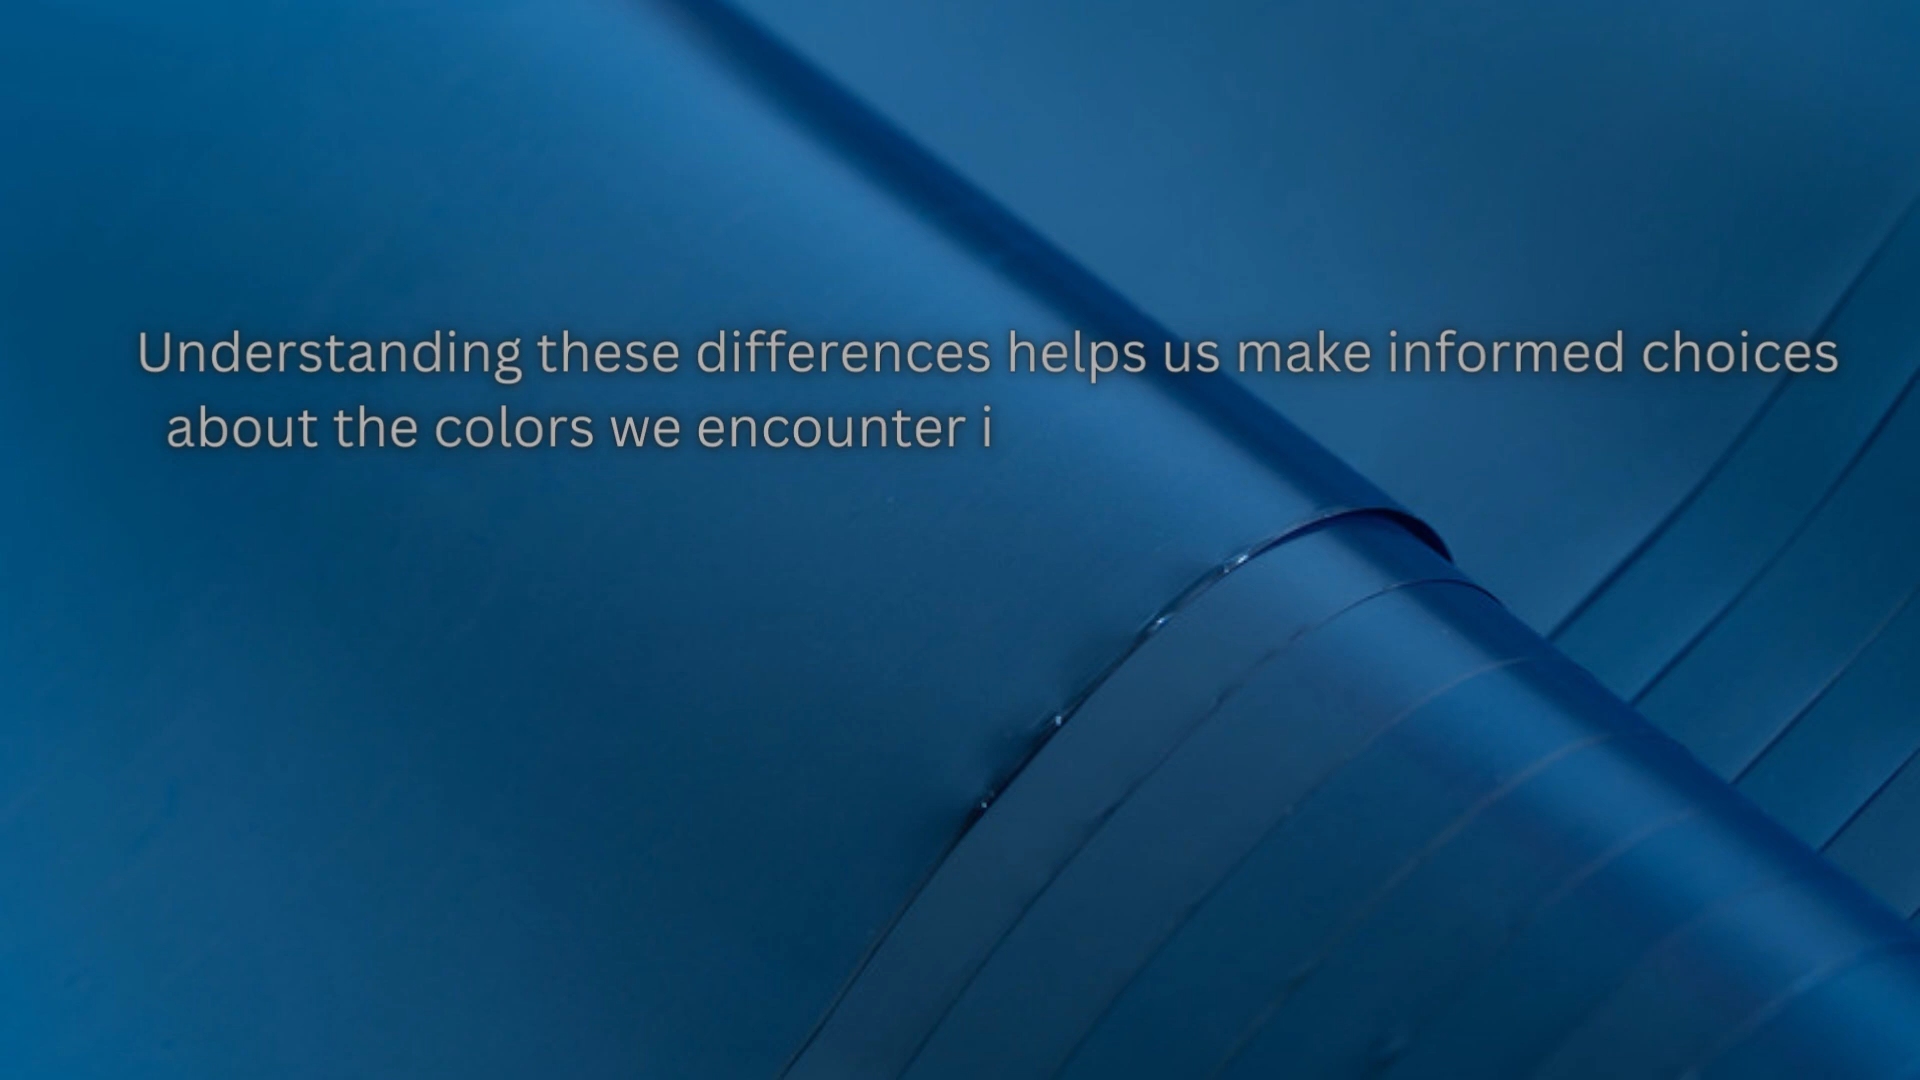 Understanding these differences helps us make informed choices
about the colors we encounter i